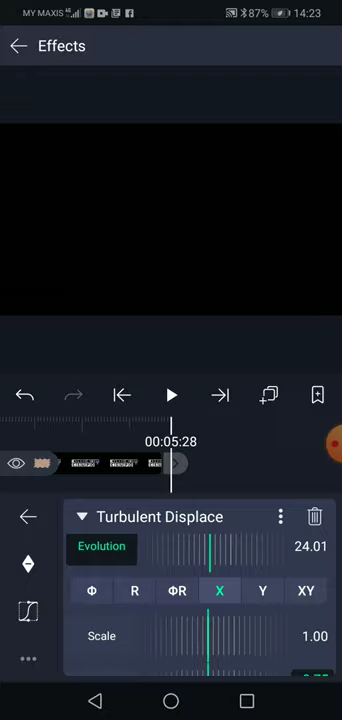 MY MAXIS 4G 87% 14:23
Effects
00:05:28
Turbulent Displace
Evolution 24.01
Φ R ΦR X Y XY
Scale 1.00